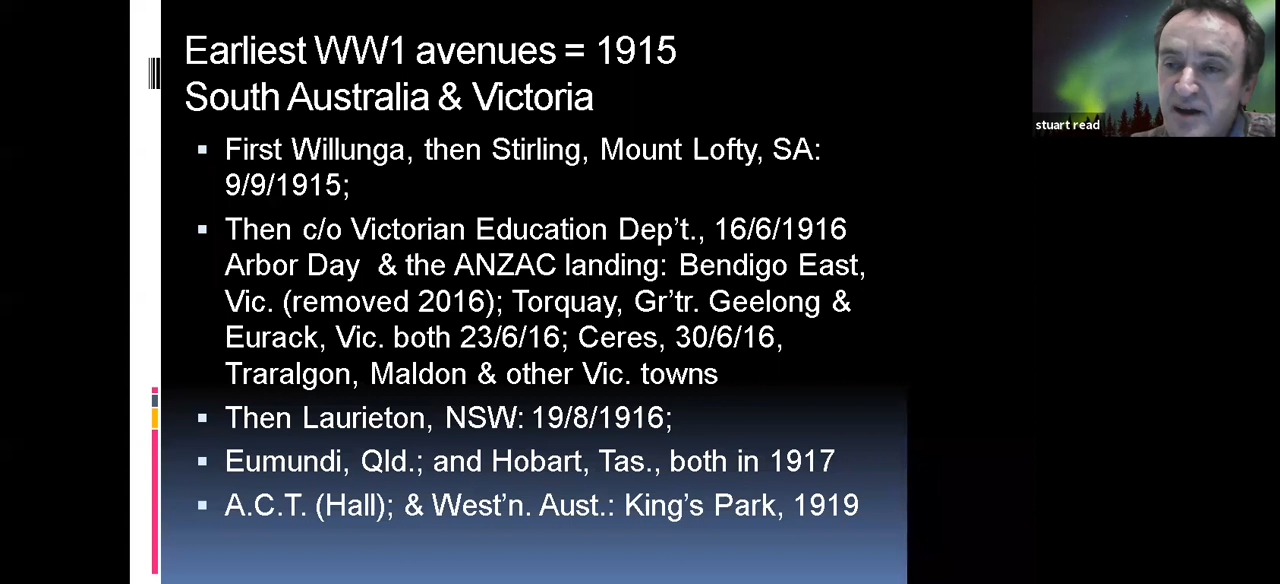 Earliest WW1 avenues = 1915
South Australia & Victoria
First Willunga, then Stirling, Mount Lofty, SA:
9/9/1915;
Then c/o Victorian Education Dep’t., 16/6/1916
Arbor Day & the ANZAC landing: Bendigo East,
Vic. (removed 2016); Torquay, Gr’tr. Geelong &
Eurack, Vic. both 23/6/16; Ceres, 30/6/16,
Traralgon, Maldon & other Vic. towns
Then Laurieton, NSW: 19/8/1916;
Eumundi, Qld.; and Hobart, Tas., both in 1917
A.C.T. (Hall); & West’n. Aust.: King’s Park, 1919
stuart read